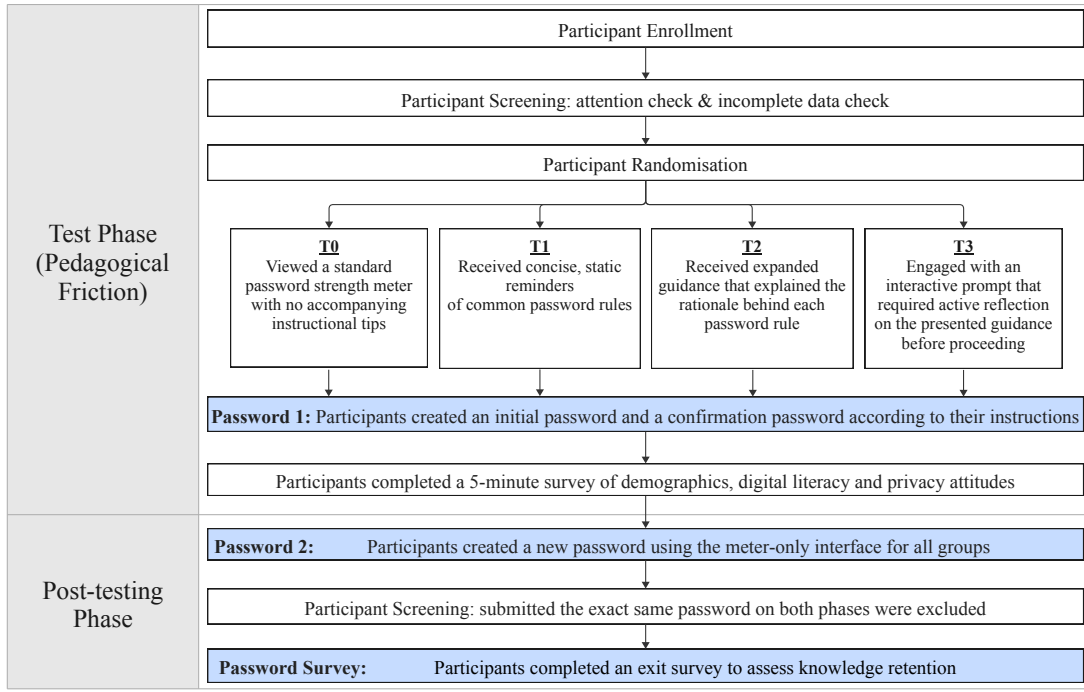 Participant Enrollment
Participant Screening: attention check & incomplete data check
Participant Randomisation
Test Phase
(Pedagogical
Friction)
T0
Viewed a standard
password strength meter
with no accompanying
instructional tips
T1
Received concise, static
reminders
of common password rules
T2
Received expanded
guidance that explained the
rationale behind each
password rule
T3
Engaged with an
interactive prompt that
required active reflection
on the presented guidance
before proceeding
Password 1: Participants created an initial password and a confirmation password according to their instructions
Participants completed a 5-minute survey of demographics, digital literacy and privacy attitudes
Post-testing
Phase
Password 2: Participants created a new password using the meter-only interface for all groups
Participant Screening: submitted the exact same password on both phases were excluded
Password Survey: Participants completed an exit survey to assess knowledge retention